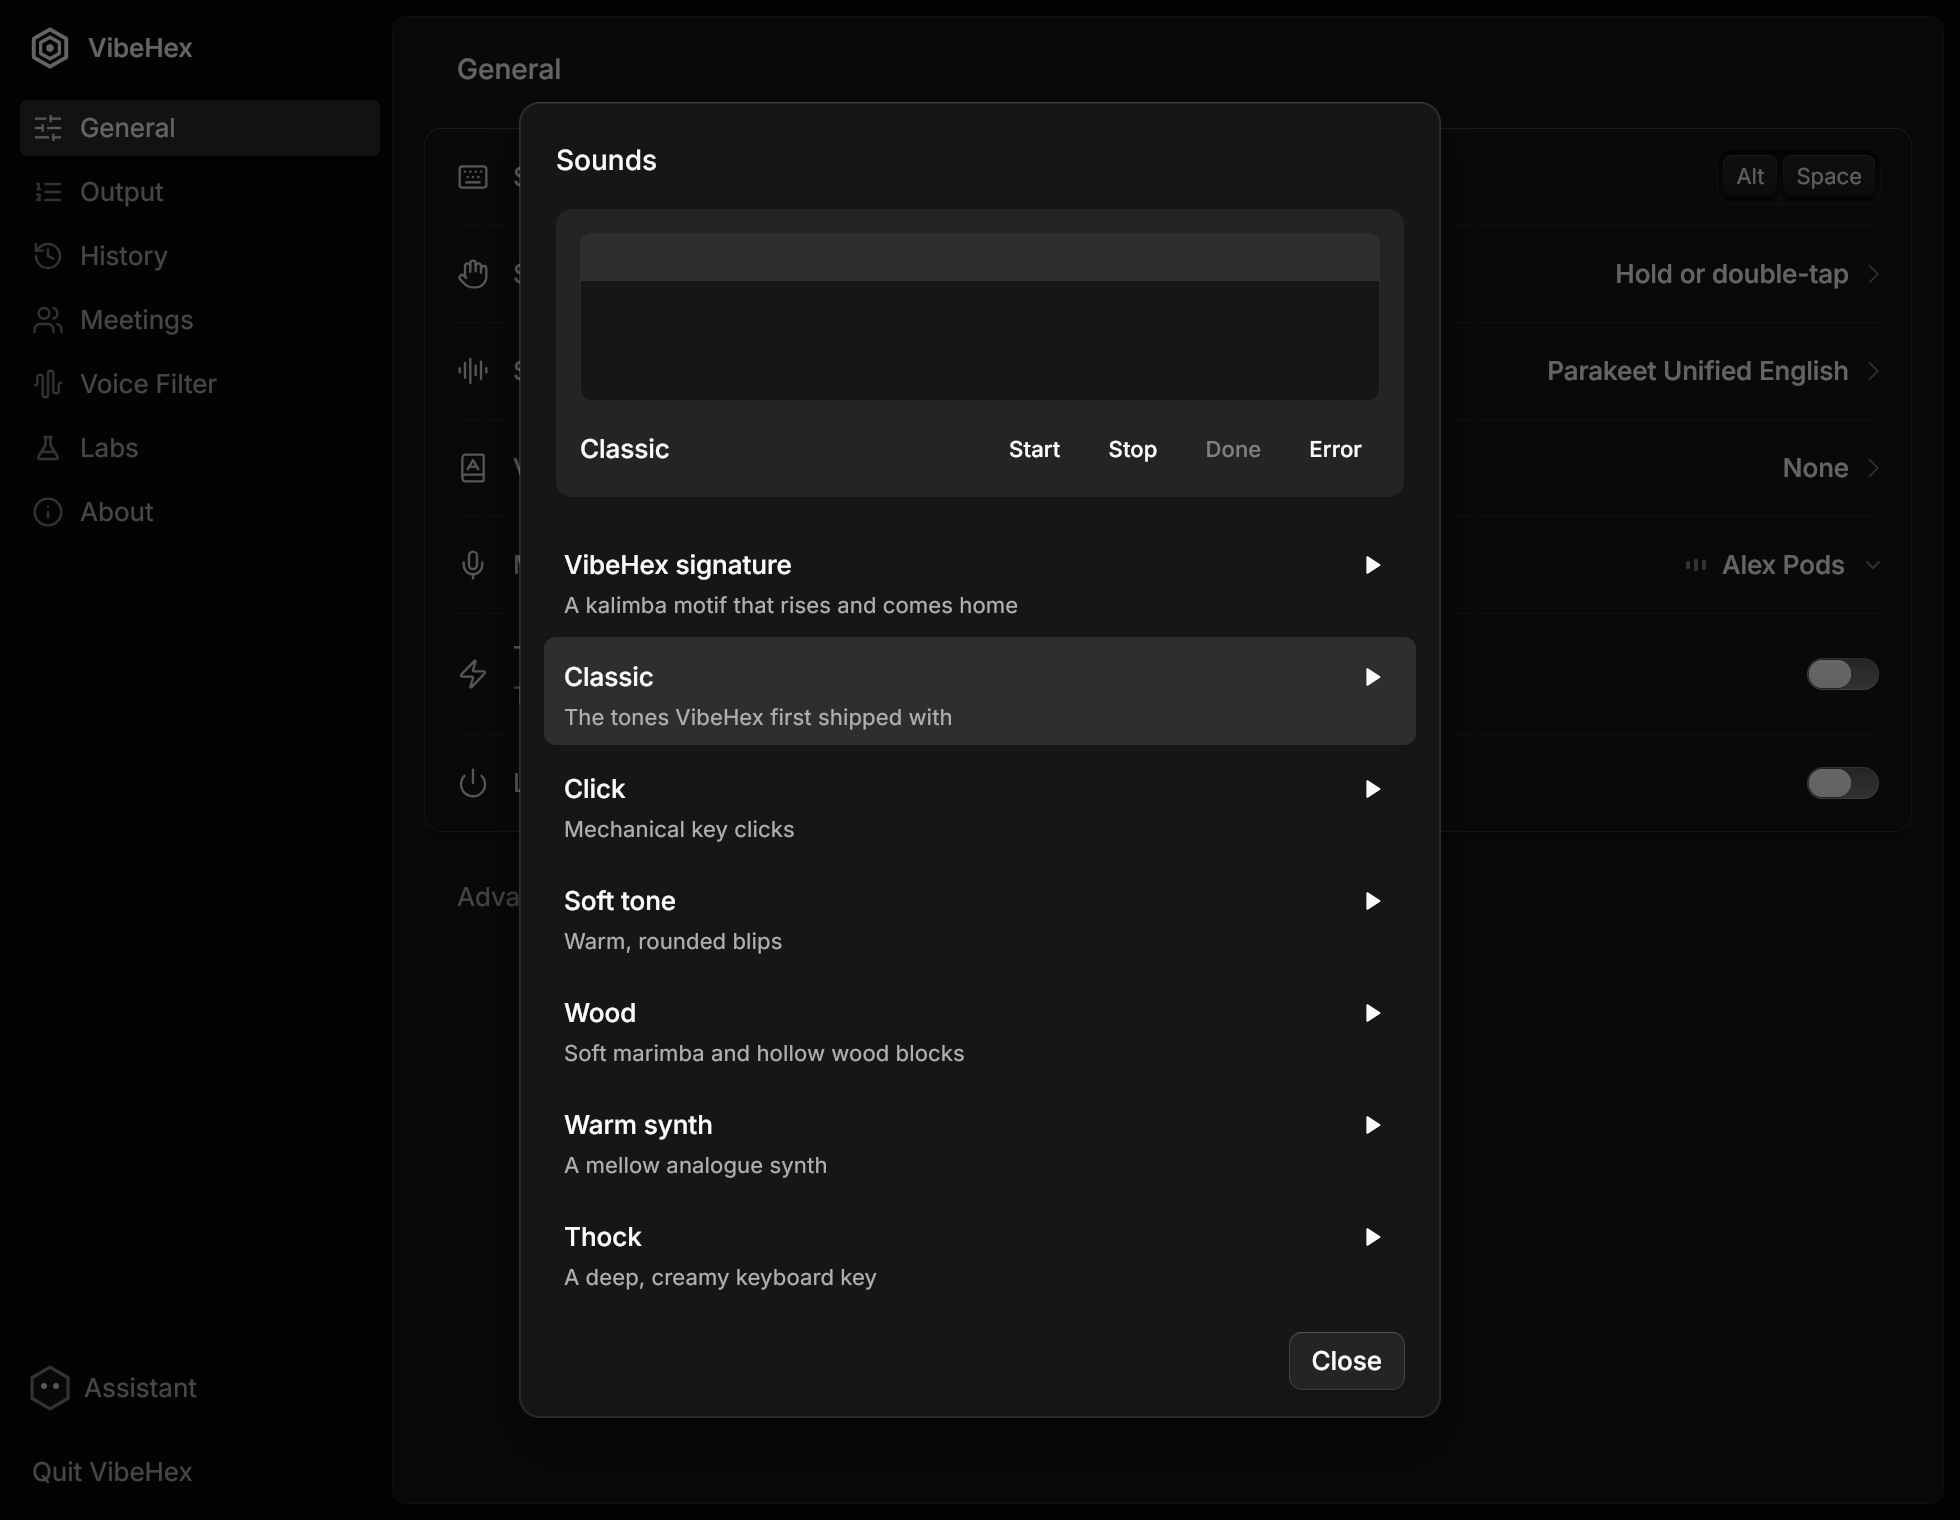 VibeHex
General
Output
History
Meetings
Voice Filter
Labs
About
Assistant
Quit VibeHex
General
Alt Space
Hold or double-tap
Parakeet Unified English
None
Alex Pods
Sounds
Classic Start Stop Done Error
VibeHex signature
A kalimba motif that rises and comes home
Classic
The tones VibeHex first shipped with
Click
Mechanical key clicks
Soft tone
Warm, rounded blips
Wood
Soft marimba and hollow wood blocks
Warm synth
A mellow analogue synth
Thock
A deep, creamy keyboard key
Close